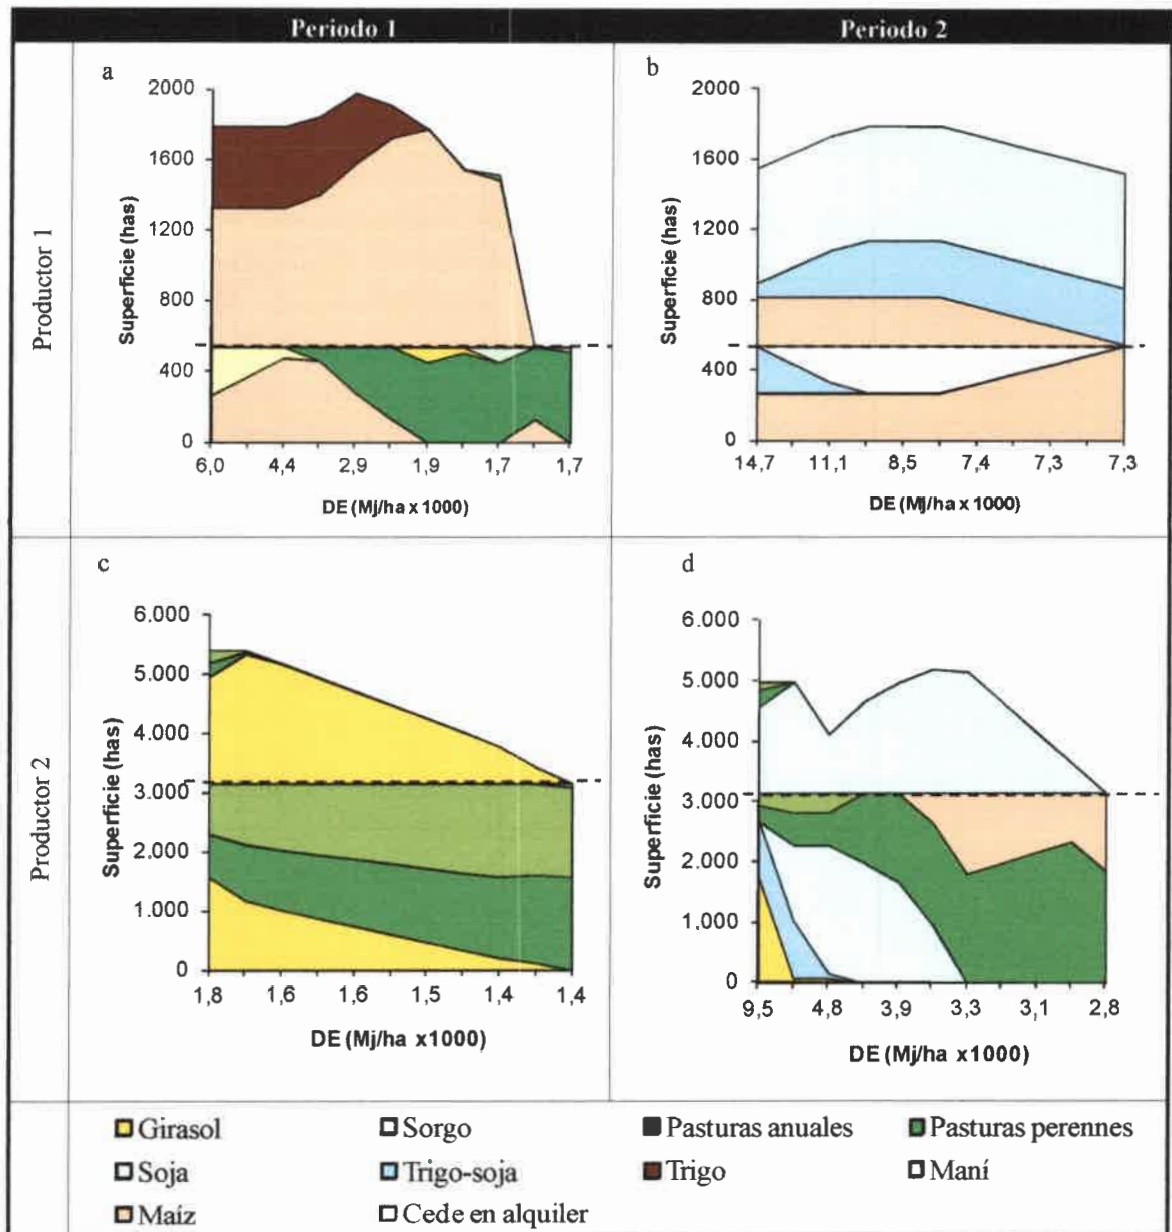 Periodo 1 Periodo 2
Productor 1
a
Superficie (has)
2000
1600
1200
800
400
0
6,0 4,4 2,9 1,9 1,7 1,7
DE (Mj/ha x 1000)
b
Superficie (has)
2000
1600
1200
800
400
0
14,7 11,1 8,5 7,4 7,3 7,3
DE (Mj/ha x 1000)
Productor 2
c
Superficie (has)
6.000
5.000
4.000
3.000
2.000
1.000
0
1,8 1,6 1,6 1,5 1,4 1,4
DE (Mj/ha x1000)
d
Superficie (has)
6.000
5.000
4.000
3.000
2.000
1.000
0
9,5 4,8 3,9 3,3 3,1 2,8
DE (Mj/ha x1000)
Girasol Sorgo Pasturas anuales Pasturas perennes
Soja Trigo-soja Trigo Maní
Maíz Cede en alquiler